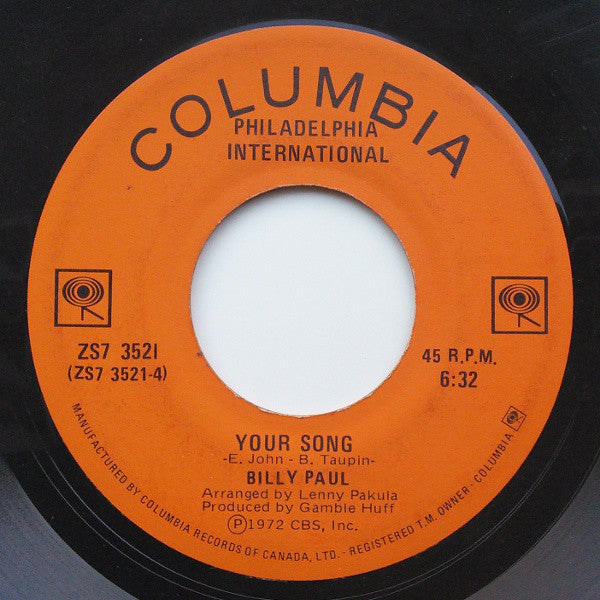 COLUMBIA
PHILADELPHIA
INTERNATIONAL
ZS7 3521
(ZS7 3521-4)
45 R.P.M.
6:32
YOUR SONG
-E. John - B. Taupin-
BILLY PAUL
Arranged by Lenny Pakula
Produced by Gamble Huff
Ⓟ1972 CBS, Inc.
MANUFACTURED BY COLUMBIA RECORDS OF CANADA, LTD. - REGISTERED T.M. OWNER - COLUMBIA